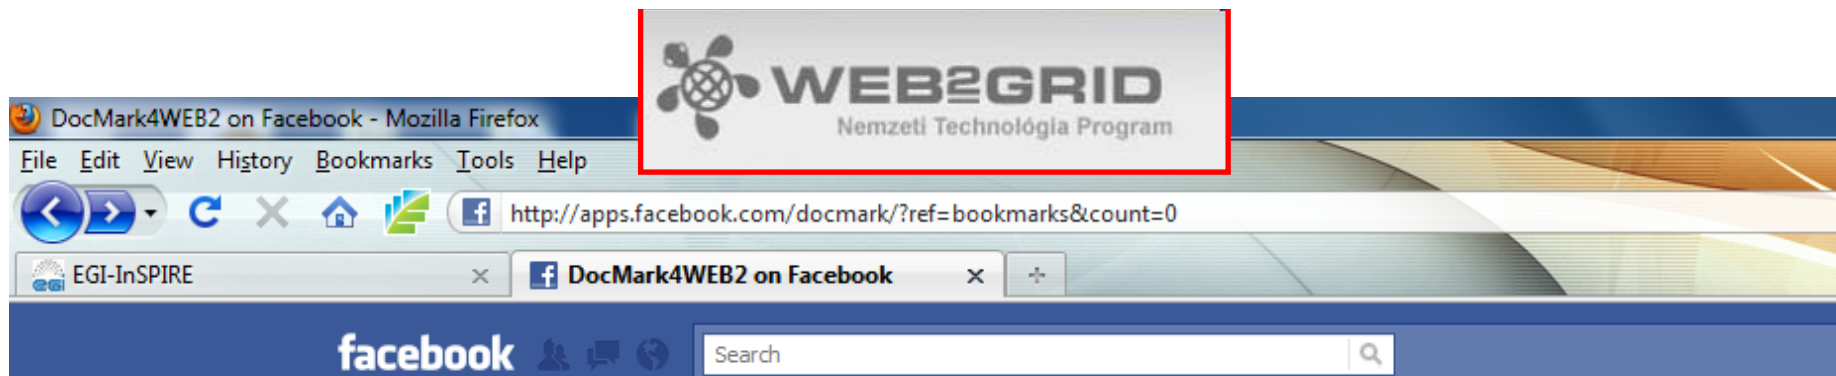 WEB2GRID
Nemzeti Technológia Program
DocMark4WEB2 on Facebook - Mozilla Firefox
File Edit View History Bookmarks Tools Help
http://apps.facebook.com/docmark/?ref=bookmarks&count=0
EGI-InSPIRE
DocMark4WEB2 on Facebook
facebook
Search